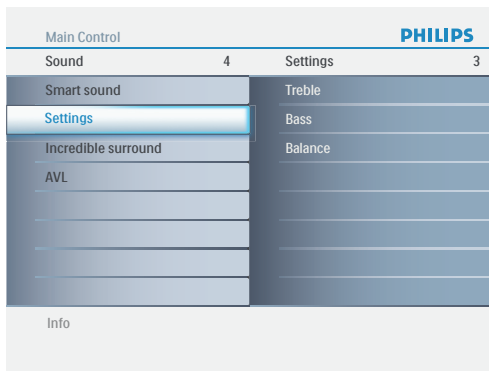 Main Control
PHILIPS
Sound 4
Settings 3
Smart sound
Treble
Settings
Bass
Incredible surround
Balance
AVL
Info